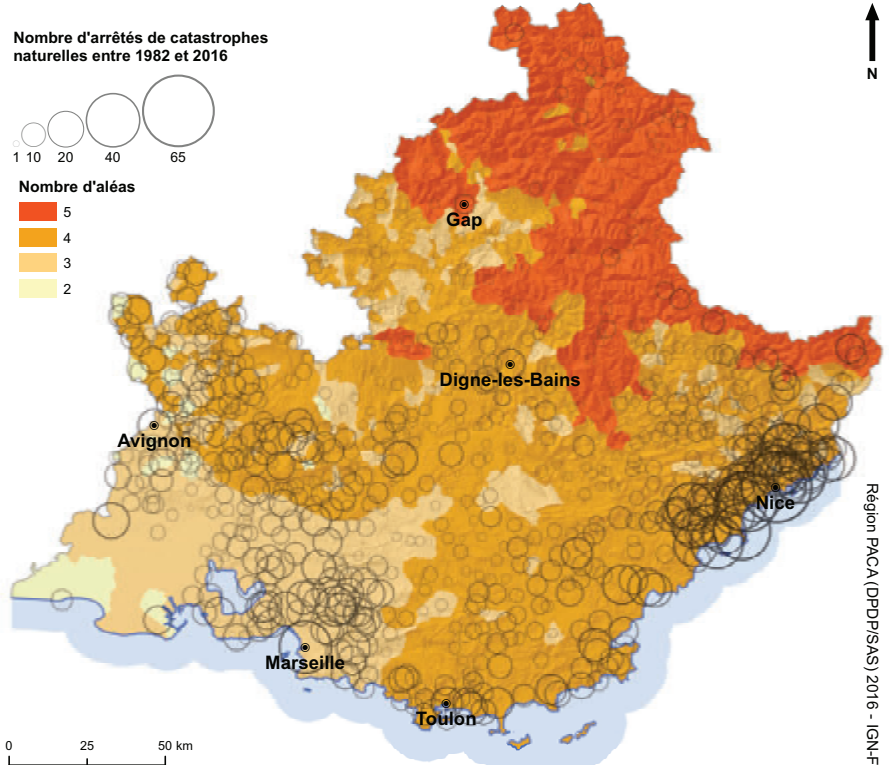 Nombre d'arrêtés de catastrophes
naturelles entre 1982 et 2016
1 10 20 40 65
Nombre d'aléas
5
4
3
2
N
Gap
Digne-les-Bains
Avignon
Nice
Marseille
Toulon
0 25 50 km
Région PACA (DPDP/SAS) 2016 - IGN-F